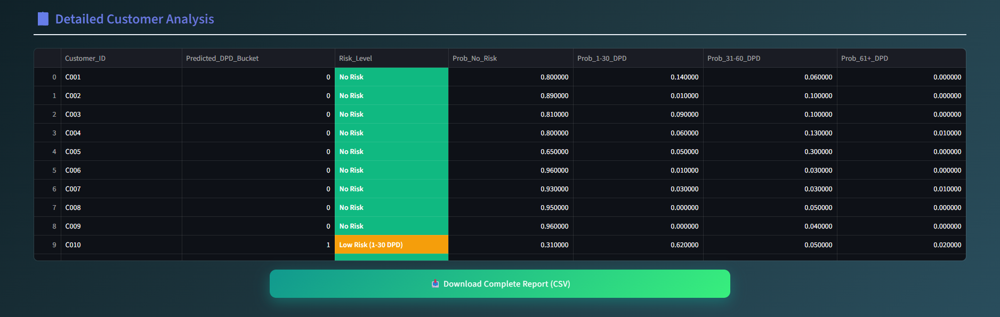 Detailed Customer Analysis
Customer_ID Predicted_DPD_Bucket Risk_Level Prob_No_Risk Prob_1-30_DPD Prob_31-60_DPD Prob_61+_DPD
0 C001 0 No Risk 0.800000 0.140000 0.060000 0.000000
1 C002 0 No Risk 0.890000 0.010000 0.100000 0.000000
2 C003 0 No Risk 0.810000 0.090000 0.100000 0.000000
3 C004 0 No Risk 0.800000 0.060000 0.130000 0.010000
4 C005 0 No Risk 0.650000 0.050000 0.300000 0.000000
5 C006 0 No Risk 0.960000 0.010000 0.030000 0.000000
6 C007 0 No Risk 0.930000 0.030000 0.030000 0.010000
7 C008 0 No Risk 0.950000 0.000000 0.050000 0.000000
8 C009 0 No Risk 0.960000 0.000000 0.040000 0.000000
9 C010 1 Low Risk (1-30 DPD) 0.310000 0.620000 0.050000 0.020000
Download Complete Report (CSV)